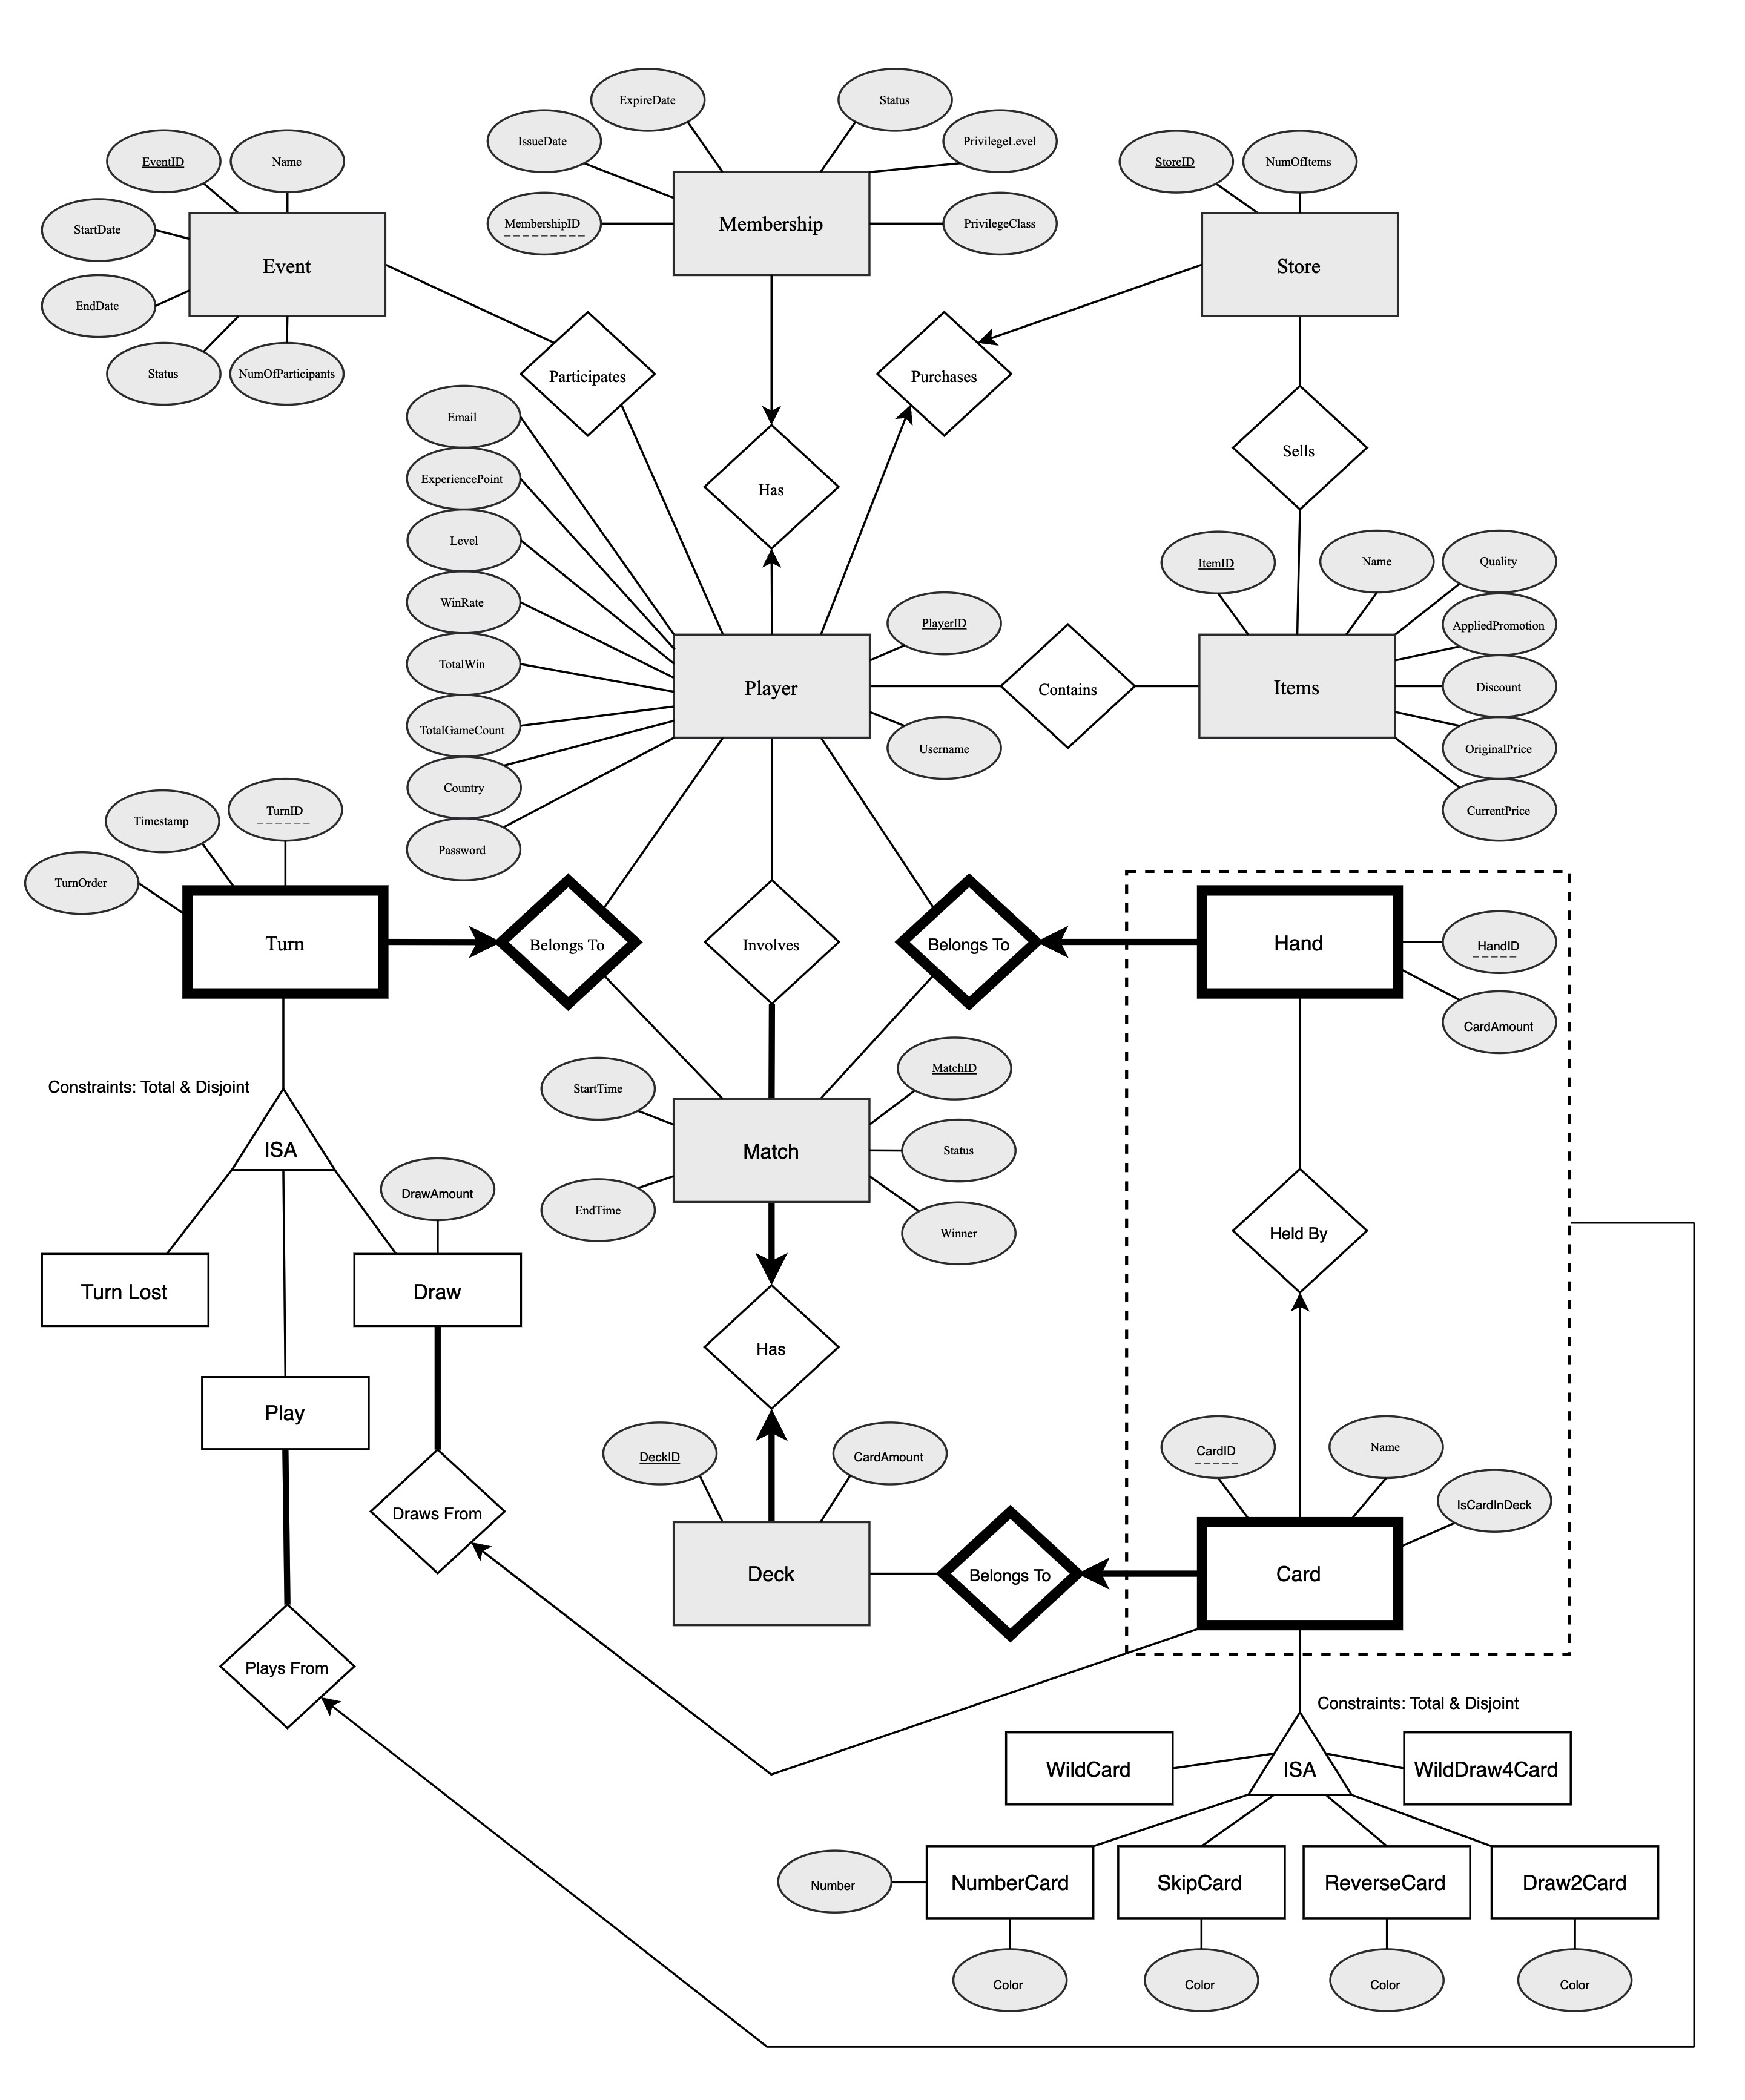 ExpireDate
Status
IssueDate
PrivilegeLevel
EventID
Name
StoreID
NumOfItems
StartDate
MembershipID
Membership
PrivilegeClass
Event
Store
EndDate
Status
NumOfParticipants
Participates
Purchases
Email
Sells
ExperiencePoint
Has
Level
ItemID
Name
Quality
WinRate
PlayerID
AppliedPromotion
TotalWin
Player
Contains
Items
Discount
TotalGameCount
Username
OriginalPrice
Country
Timestamp
TurnID
CurrentPrice
Password
TurnOrder
Turn
Belongs To
Involves
Belongs To
Hand
HandID
CardAmount
Constraints: Total & Disjoint
StartTime
MatchID
ISA
Match
Status
DrawAmount
EndTime
Winner
Held By
Turn Lost
Draw
Has
Play
DeckID
CardAmount
CardID
Name
IsCardInDeck
Draws From
Deck
Belongs To
Card
Plays From
Constraints: Total & Disjoint
WildCard
ISA
WildDraw4Card
Number
NumberCard
SkipCard
ReverseCard
Draw2Card
Color
Color
Color
Color